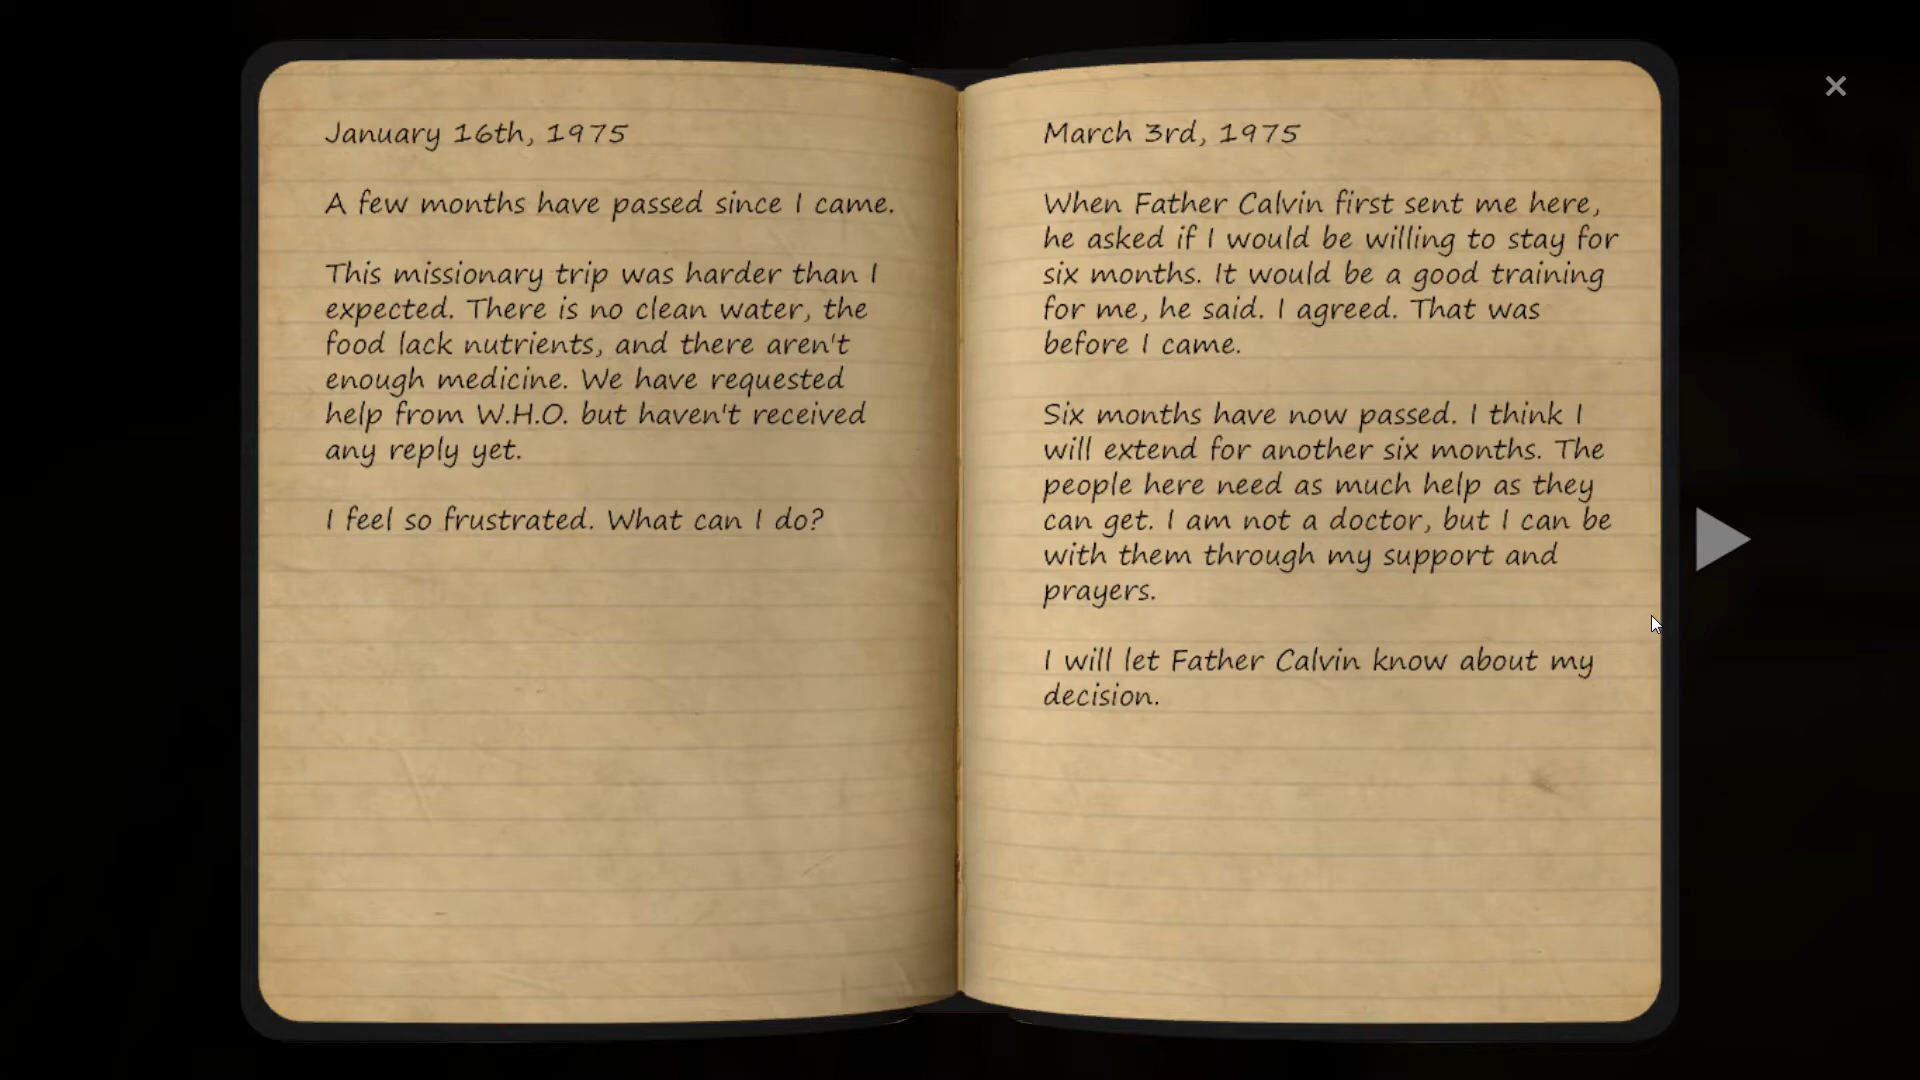 January 16th, 1975
A few months have passed since I came.
This missionary trip was harder than I
expected. There is no clean water, the
food lack nutrients, and there aren't
enough medicine. We have requested
help from W.H.O. but haven't received
any reply yet.
I feel so frustrated. What can I do?
March 3rd, 1975
When Father Calvin first sent me here,
he asked if I would be willing to stay for
six months. It would be a good training
for me, he said. I agreed. That was
before I came.
Six months have now passed. I think I
will extend for another six months. The
people here need as much help as they
can get. I am not a doctor, but I can be
with them through my support and
prayers.
I will let Father Calvin know about my
decision.